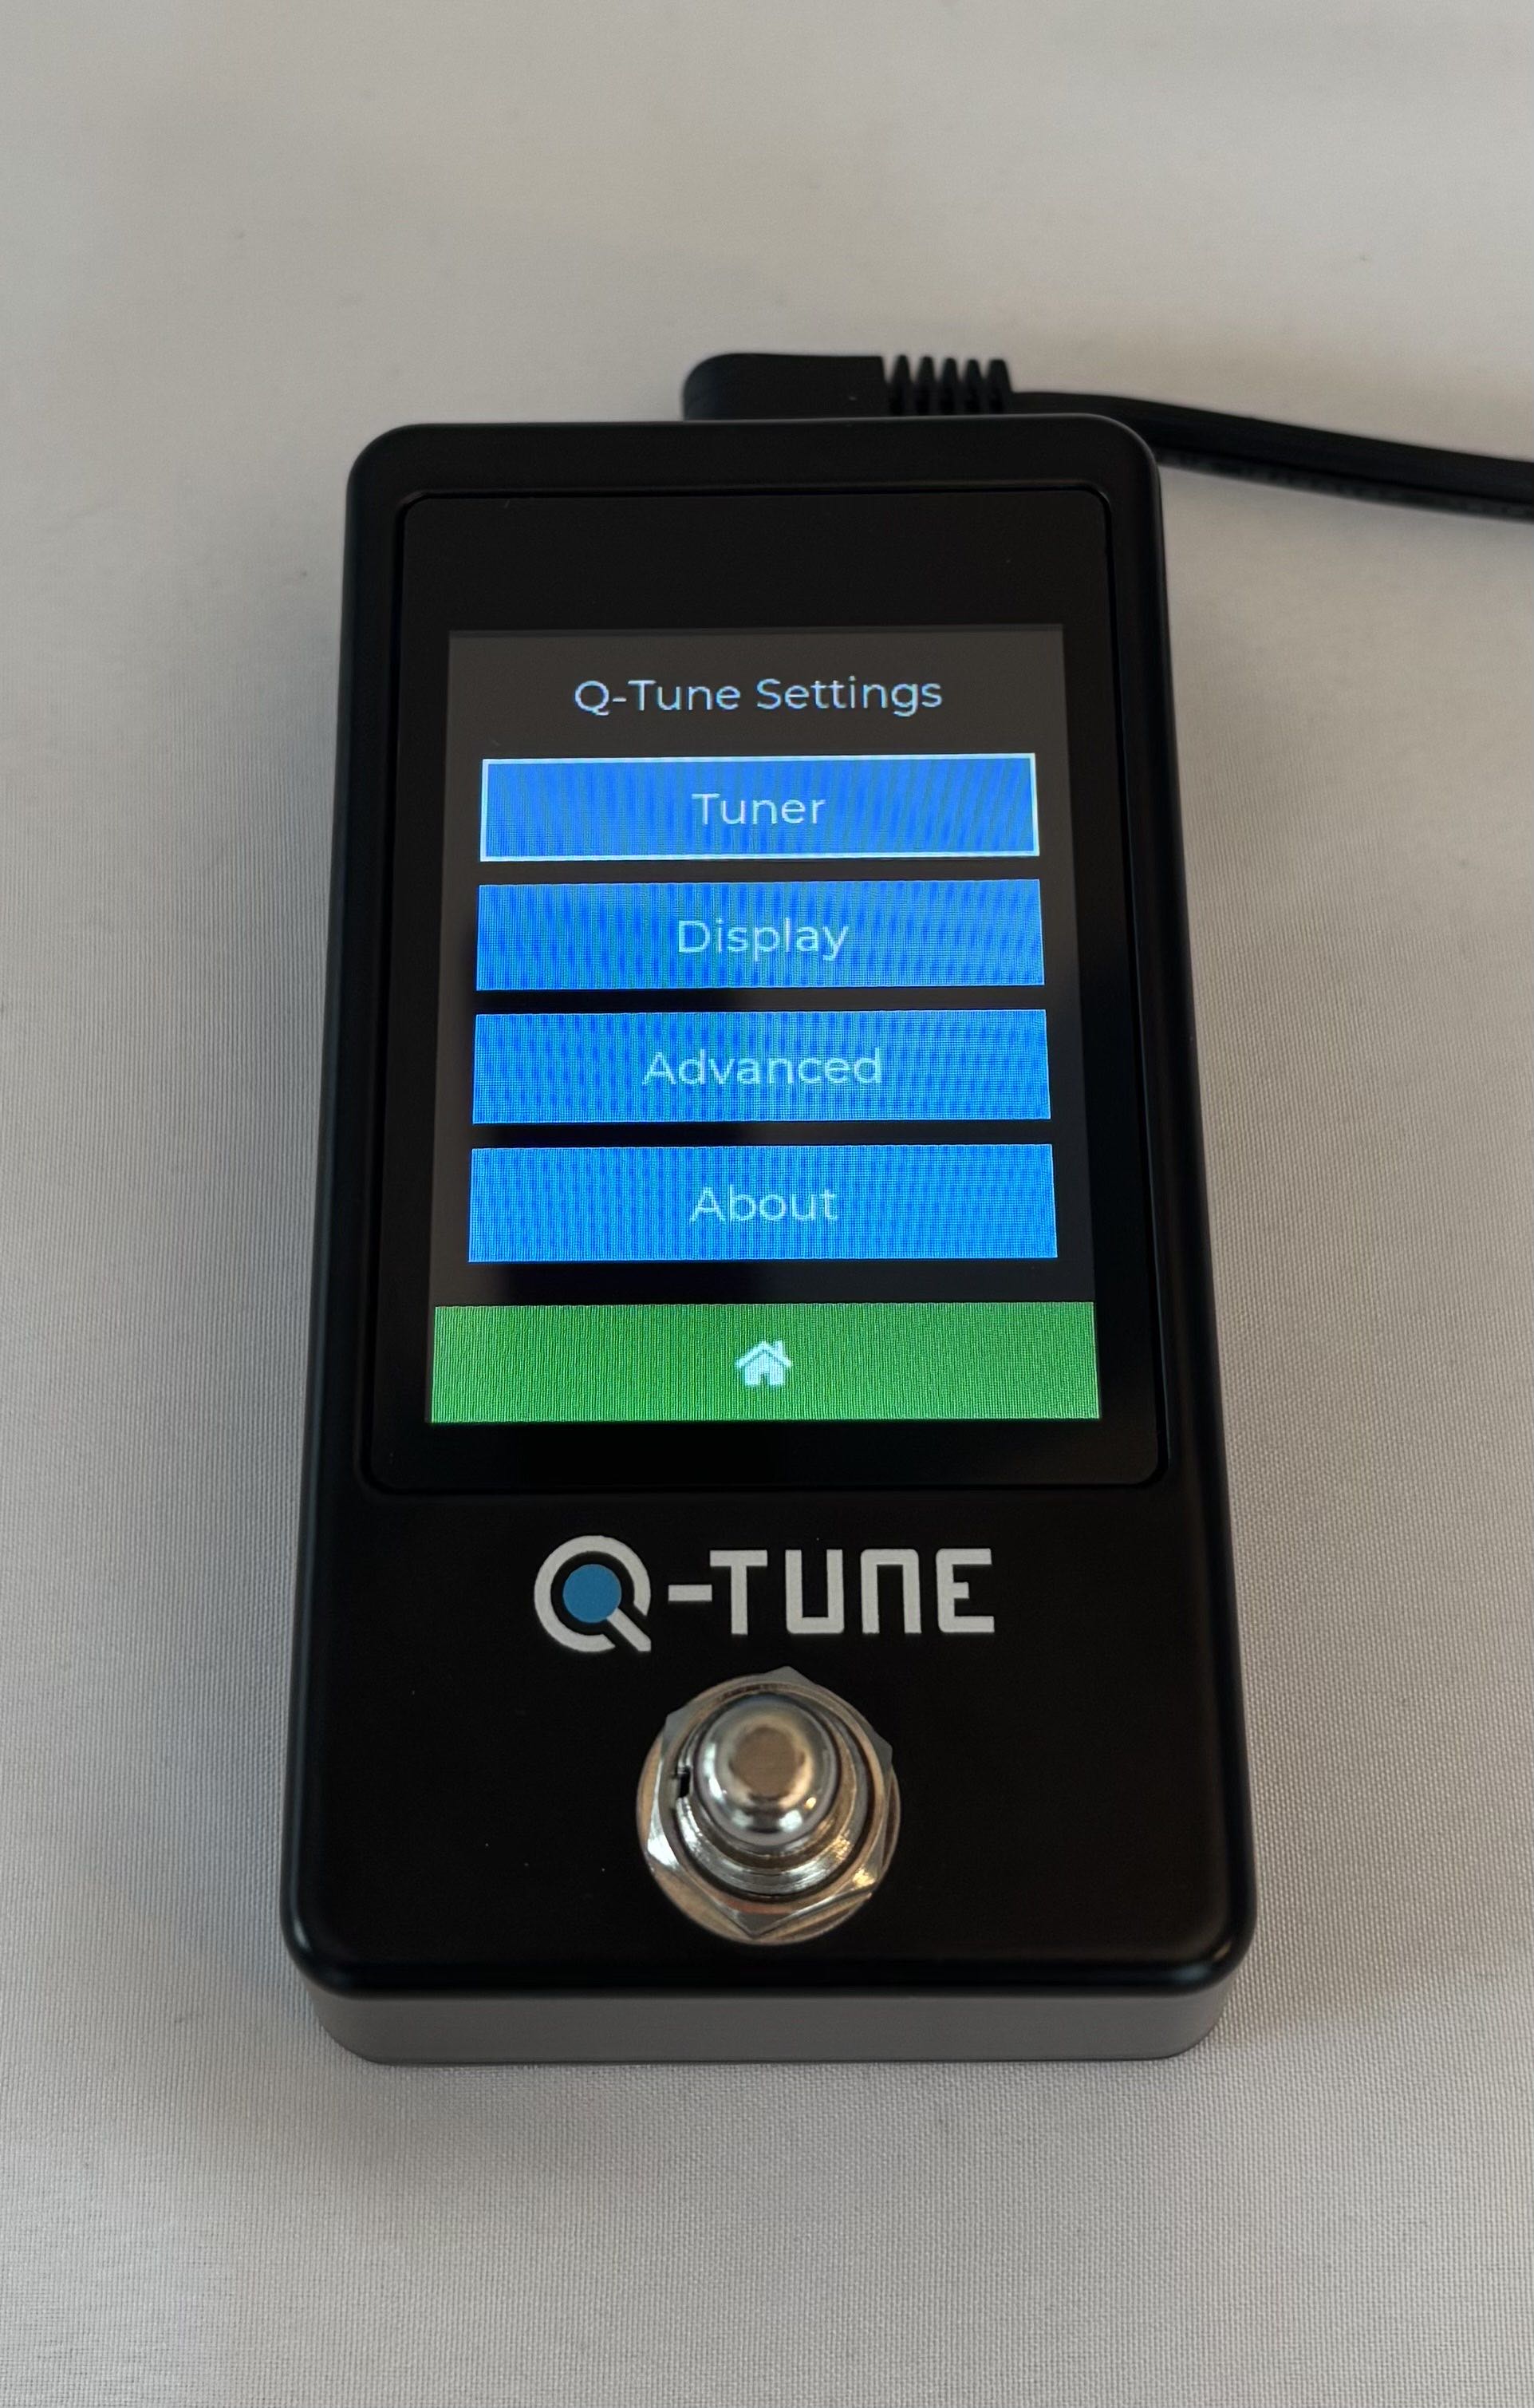 Q-Tune Settings
Tuner
Display
Advanced
About
Q-TUNE